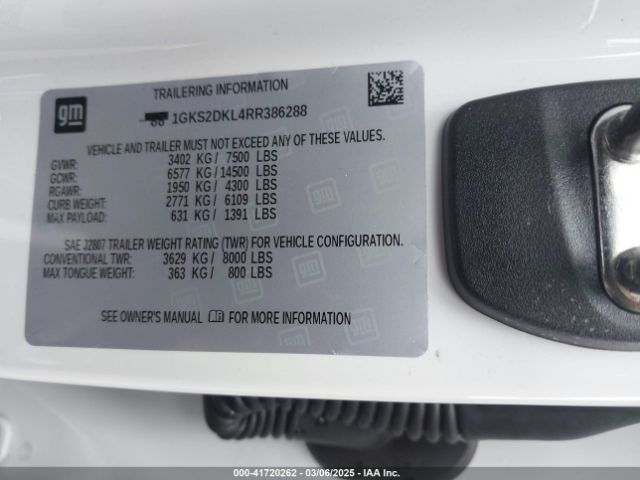 TRAILERING INFORMATION
gm
1GKS2DKL4RR386288
VEHICLE AND TRAILER MUST NOT EXCEED ANY OF THESE VALUES.
GVWR: 3402 KG / 7500 LBS
GCWR: 6577 KG / 14500 LBS
RGAWR: 1950 KG / 4300 LBS
CURB WEIGHT: 2771 KG / 6109 LBS
MAX PAYLOAD: 631 KG / 1391 LBS
SAE J2807 TRAILER WEIGHT RATING (TWR) FOR VEHICLE CONFIGURATION.
CONVENTIONAL TWR: 3629 KG / 8000 LBS
MAX TONGUE WEIGHT: 363 KG / 800 LBS
SEE OWNER'S MANUAL FOR MORE INFORMATION
000-41720262 - 03/06/2025 - IAA Inc.